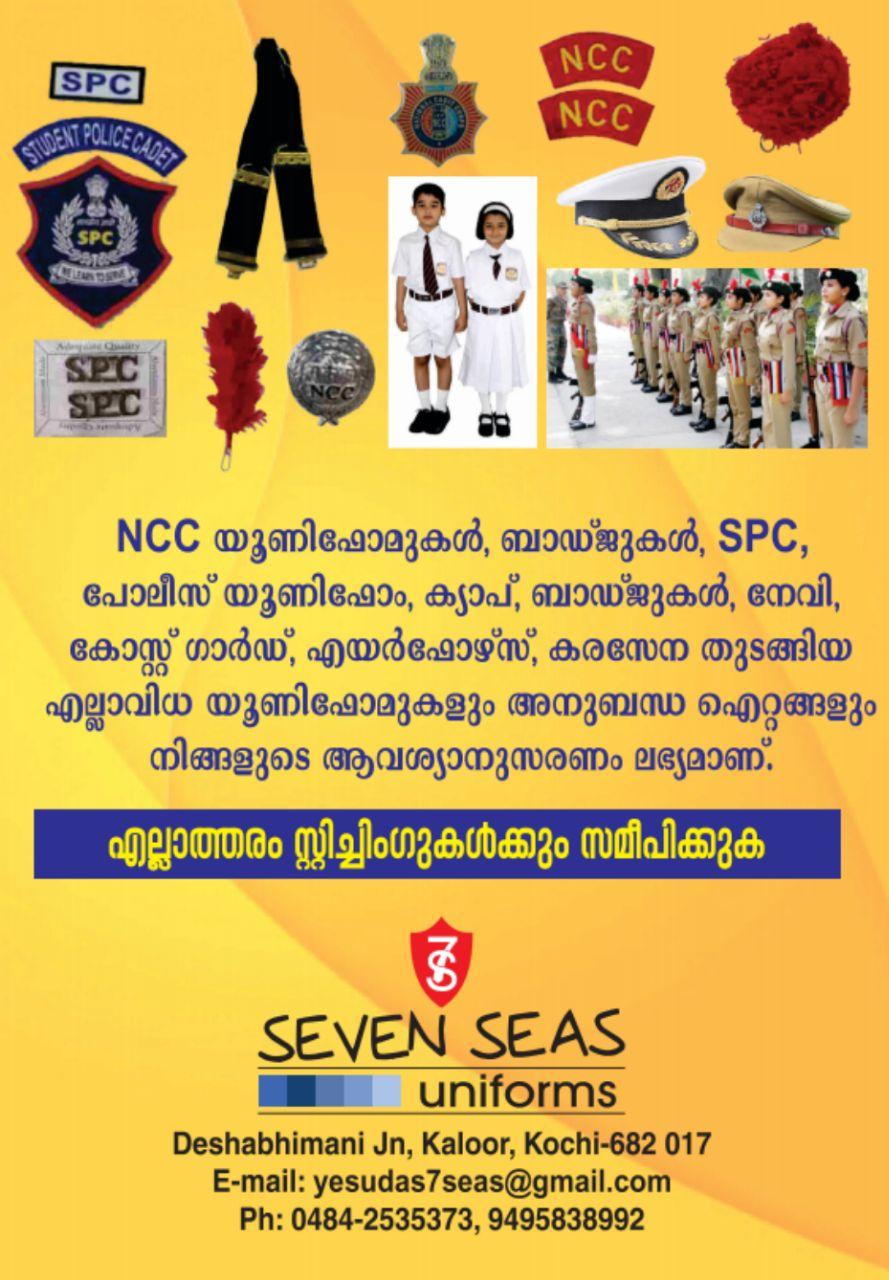 SPC
STUDENT POLICE CADET
SPC
WE LEARN TO SERVE
Adequate Quality
SPC
SPC
NCC
NCC
NCC
NCC യൂണിഫോമുകൾ, ബാഡ്ജുകൾ, SPC,
പോലീസ് യൂണിഫോം, ക്യാപ്, ബാഡ്ജുകൾ, നേവി,
കോസ്റ്റ് ഗാർഡ്, എയർഫോഴ്സ്, കരസേന തുടങ്ങിയ
എല്ലാവിധ യൂണിഫോമുകളും അനുബന്ധ ഐറ്റങ്ങളും
നിങ്ങളുടെ ആവശ്യാനുസരണം ലഭ്യമാണ്.
എല്ലാത്തരം സ്റ്റിച്ചിംഗുകൾക്കും സമീപിക്കുക
7S
SEVEN SEAS
uniforms
Deshabhimani Jn, Kaloor, Kochi-682 017
E-mail: yesudas7seas@gmail.com
Ph: 0484-2535373, 9495838992